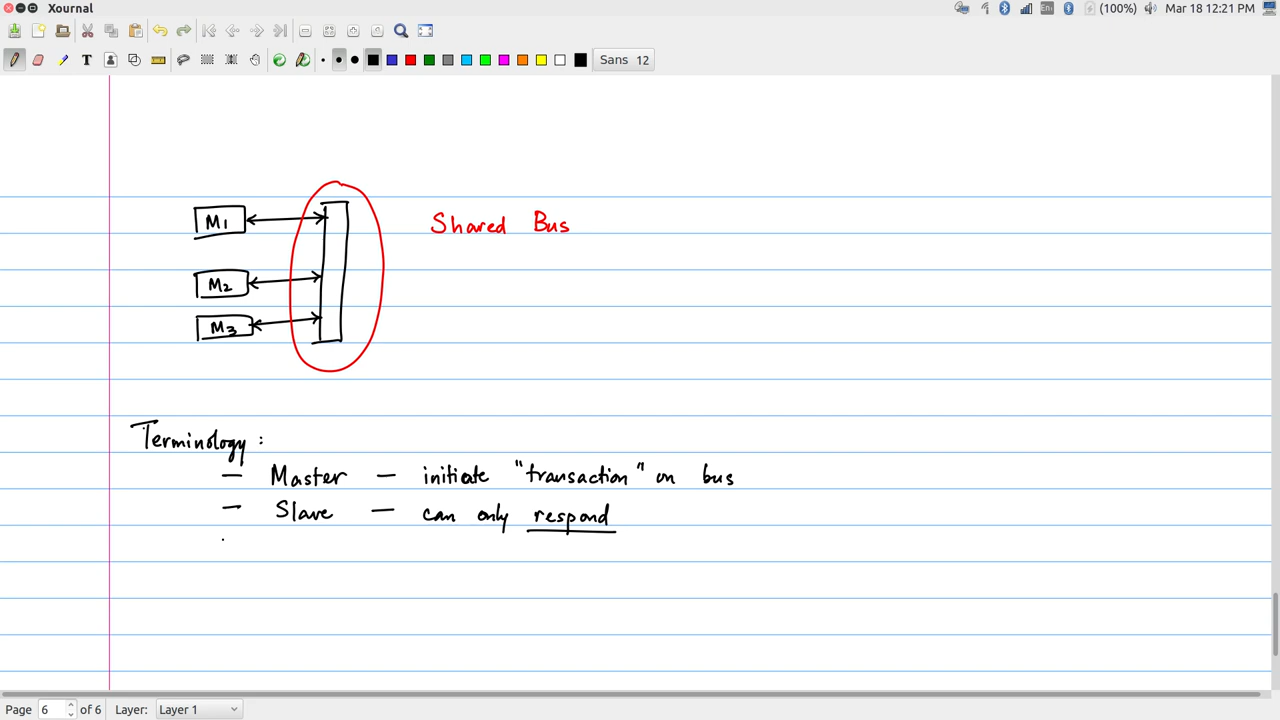 Xournal
(100%) Mar 18 12:21 PM
Sans 12
M1
Shared Bus
M2
M3
Terminology:
— Master — initiate "transaction" on bus
— Slave — can only respond
Page 6 of 6 Layer: Layer 1